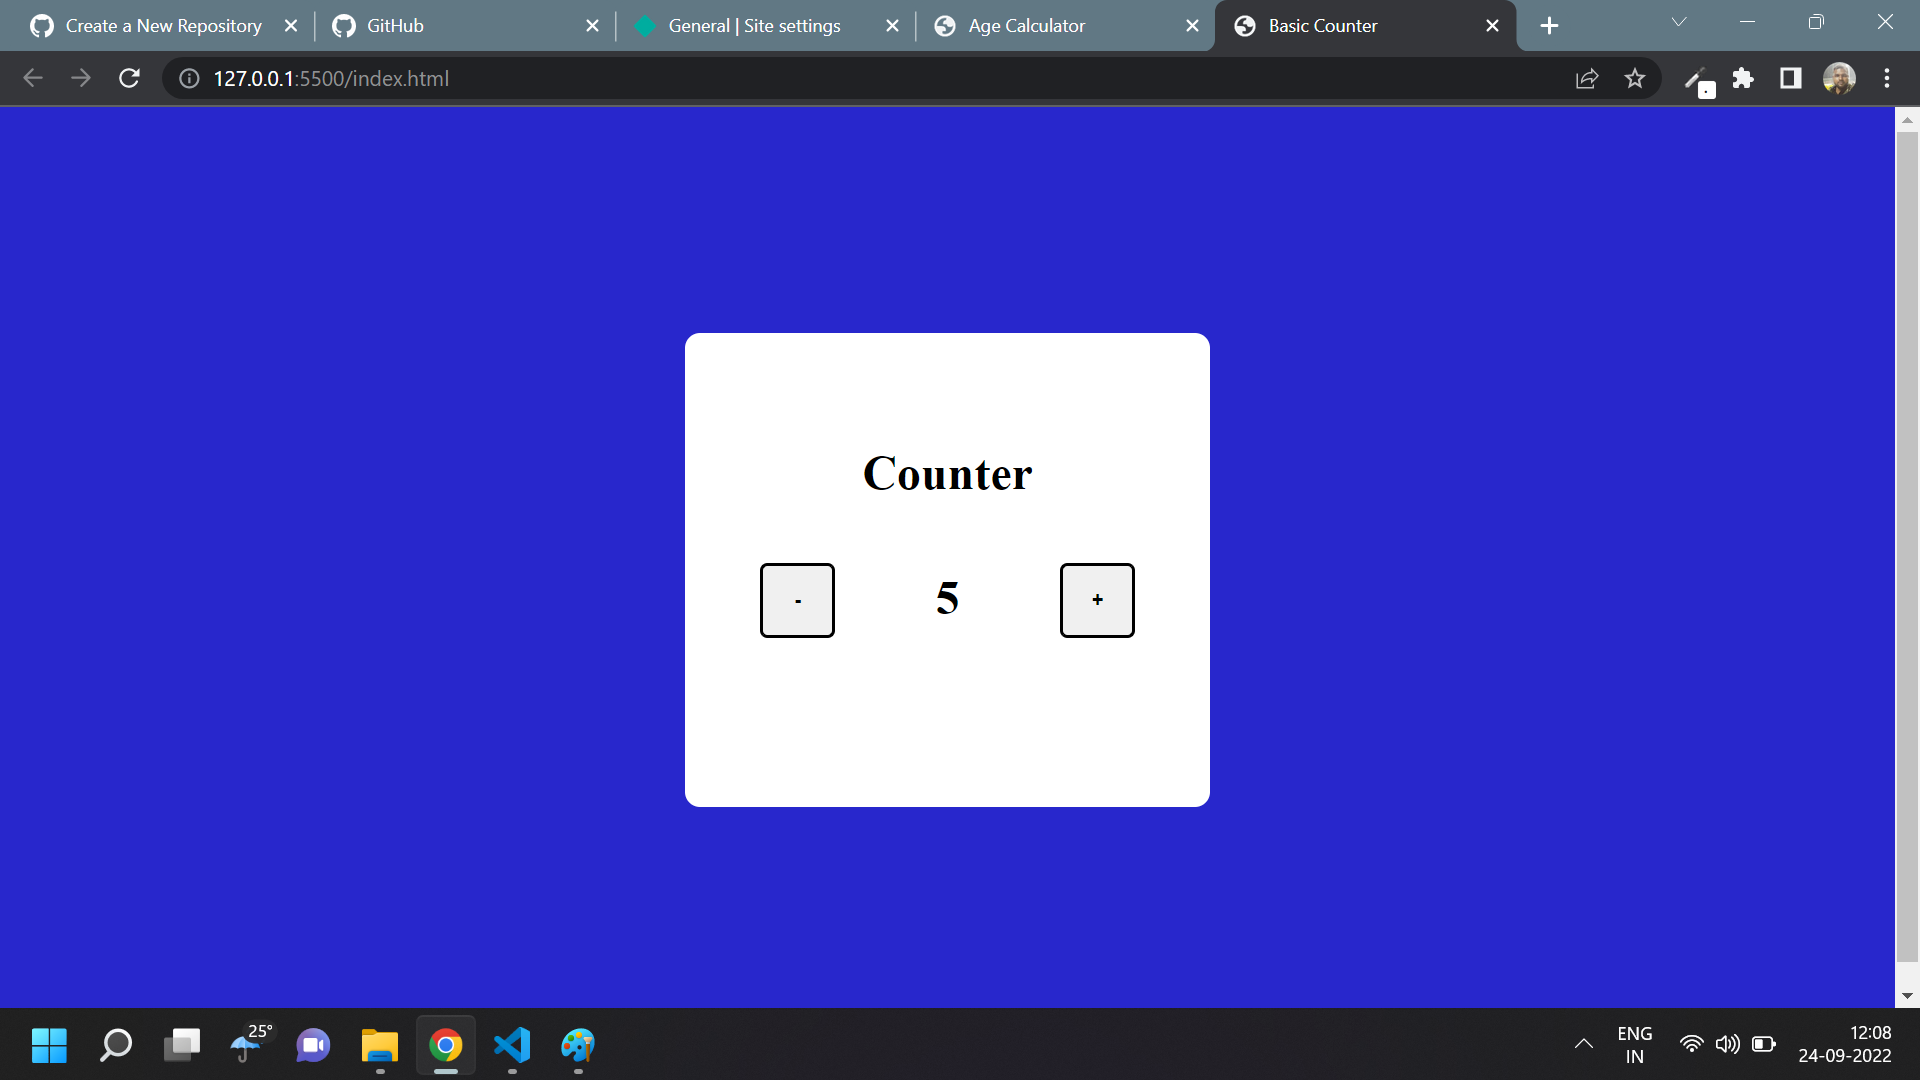 Create a New Repository
GitHub
General | Site settings
Age Calculator
Basic Counter
127.0.0.1:5500/index.html
Counter
-
5
+
25°
ENG
IN
12:08
24-09-2022